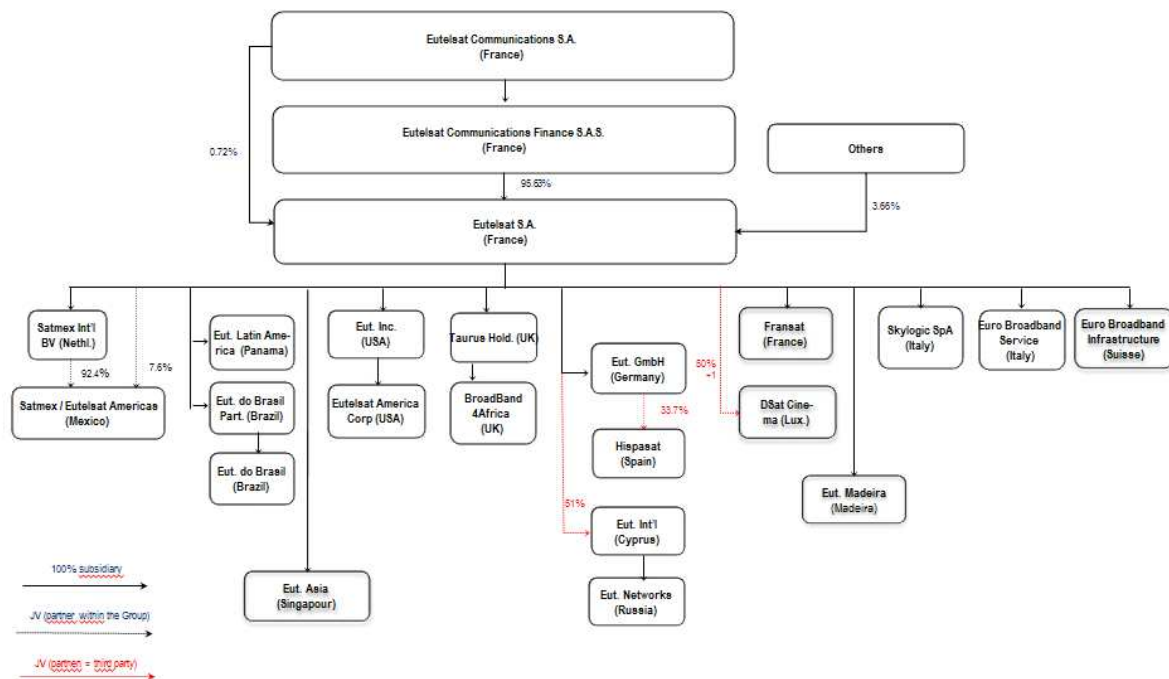 Eutelsat Communications S.A.
(France)
Eutelsat Communications Finance S.A.S.
(France)
0.72%
Others
95.63%
3.66%
Eutelsat S.A.
(France)
Satmex Int'l
BV (Nethl.)
92.4%
7.6%
Satmex / Eutelsat Americas
(Mexico)
Eut. Latin Ame-
rica (Panama)
Eut. do Brasil
Part. (Brazil)
Eut. do Brasil
(Brazil)
Eut. Asia
(Singapour)
Eut. Inc.
(USA)
Eutelsat America
Corp (USA)
Taurus Hold. (UK)
BroadBand
4Africa
(UK)
Eut. GmbH
(Germany)
33.7%
Hispasat
(Spain)
51%
Eut. Int'l
(Cyprus)
Eut. Networks
(Russia)
50%
+1
Fransat
(France)
DSat Cine-
ma (Lux.)
Eut. Madeira
(Madeira)
Skylogic SpA
(Italy)
Euro Broadband
Service
(Italy)
Euro Broadband
Infrastructure
(Suisse)
100% subsidiary
JV (partner within the Group)
JV (partner = third party)